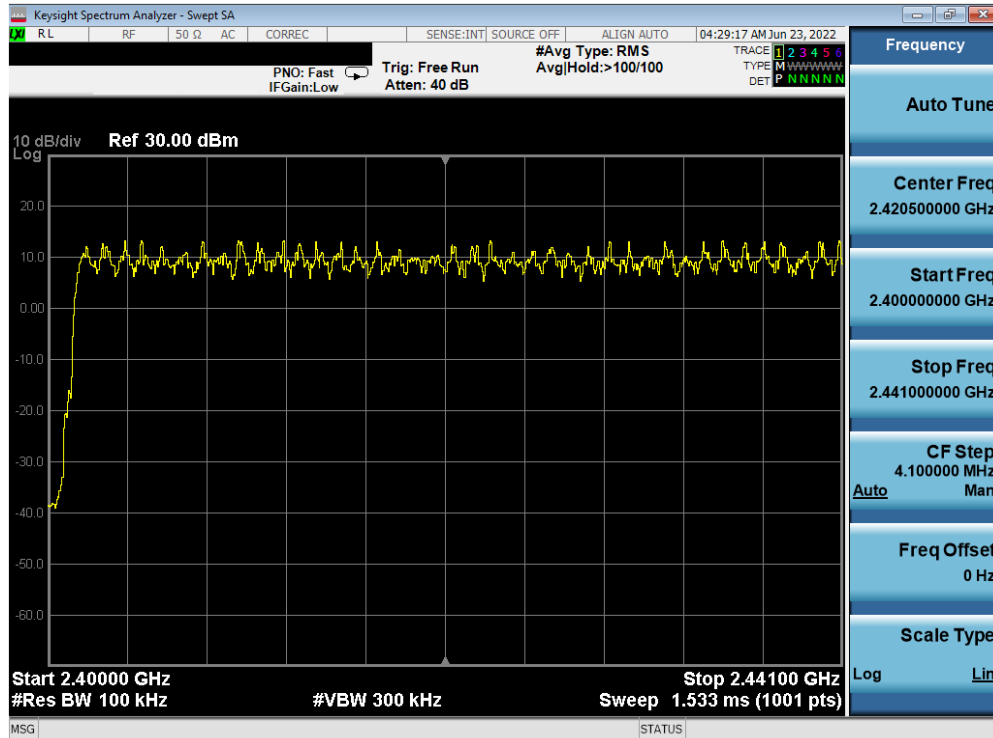 Keysight Spectrum Analyzer - Swept SA
LXI RL RF 50 Ω AC CORREC SENSE:INT SOURCE OFF ALIGN AUTO 04:29:17 AM Jun 23, 2022
#Avg Type: RMS TRACE 1 2 3 4 5 6
PNO: Fast Trig: Free Run Avg|Hold:>100/100 TYPE M WWWWW
IFGain:Low Atten: 40 dB DET P N N N N N
10 dB/div Ref 30.00 dBm
Log
20.0
10.0
0.00
-10.0
-20.0
-30.0
-40.0
-50.0
-60.0
Start 2.40000 GHz Stop 2.44100 GHz
#Res BW 100 kHz #VBW 300 kHz Sweep 1.533 ms (1001 pts)
MSG STATUS
Frequency
Auto Tune
Center Freq
2.420500000 GHz
Start Freq
2.400000000 GHz
Stop Freq
2.441000000 GHz
CF Step
4.100000 MHz
Auto Man
Freq Offset
0 Hz
Scale Type
Log Lin